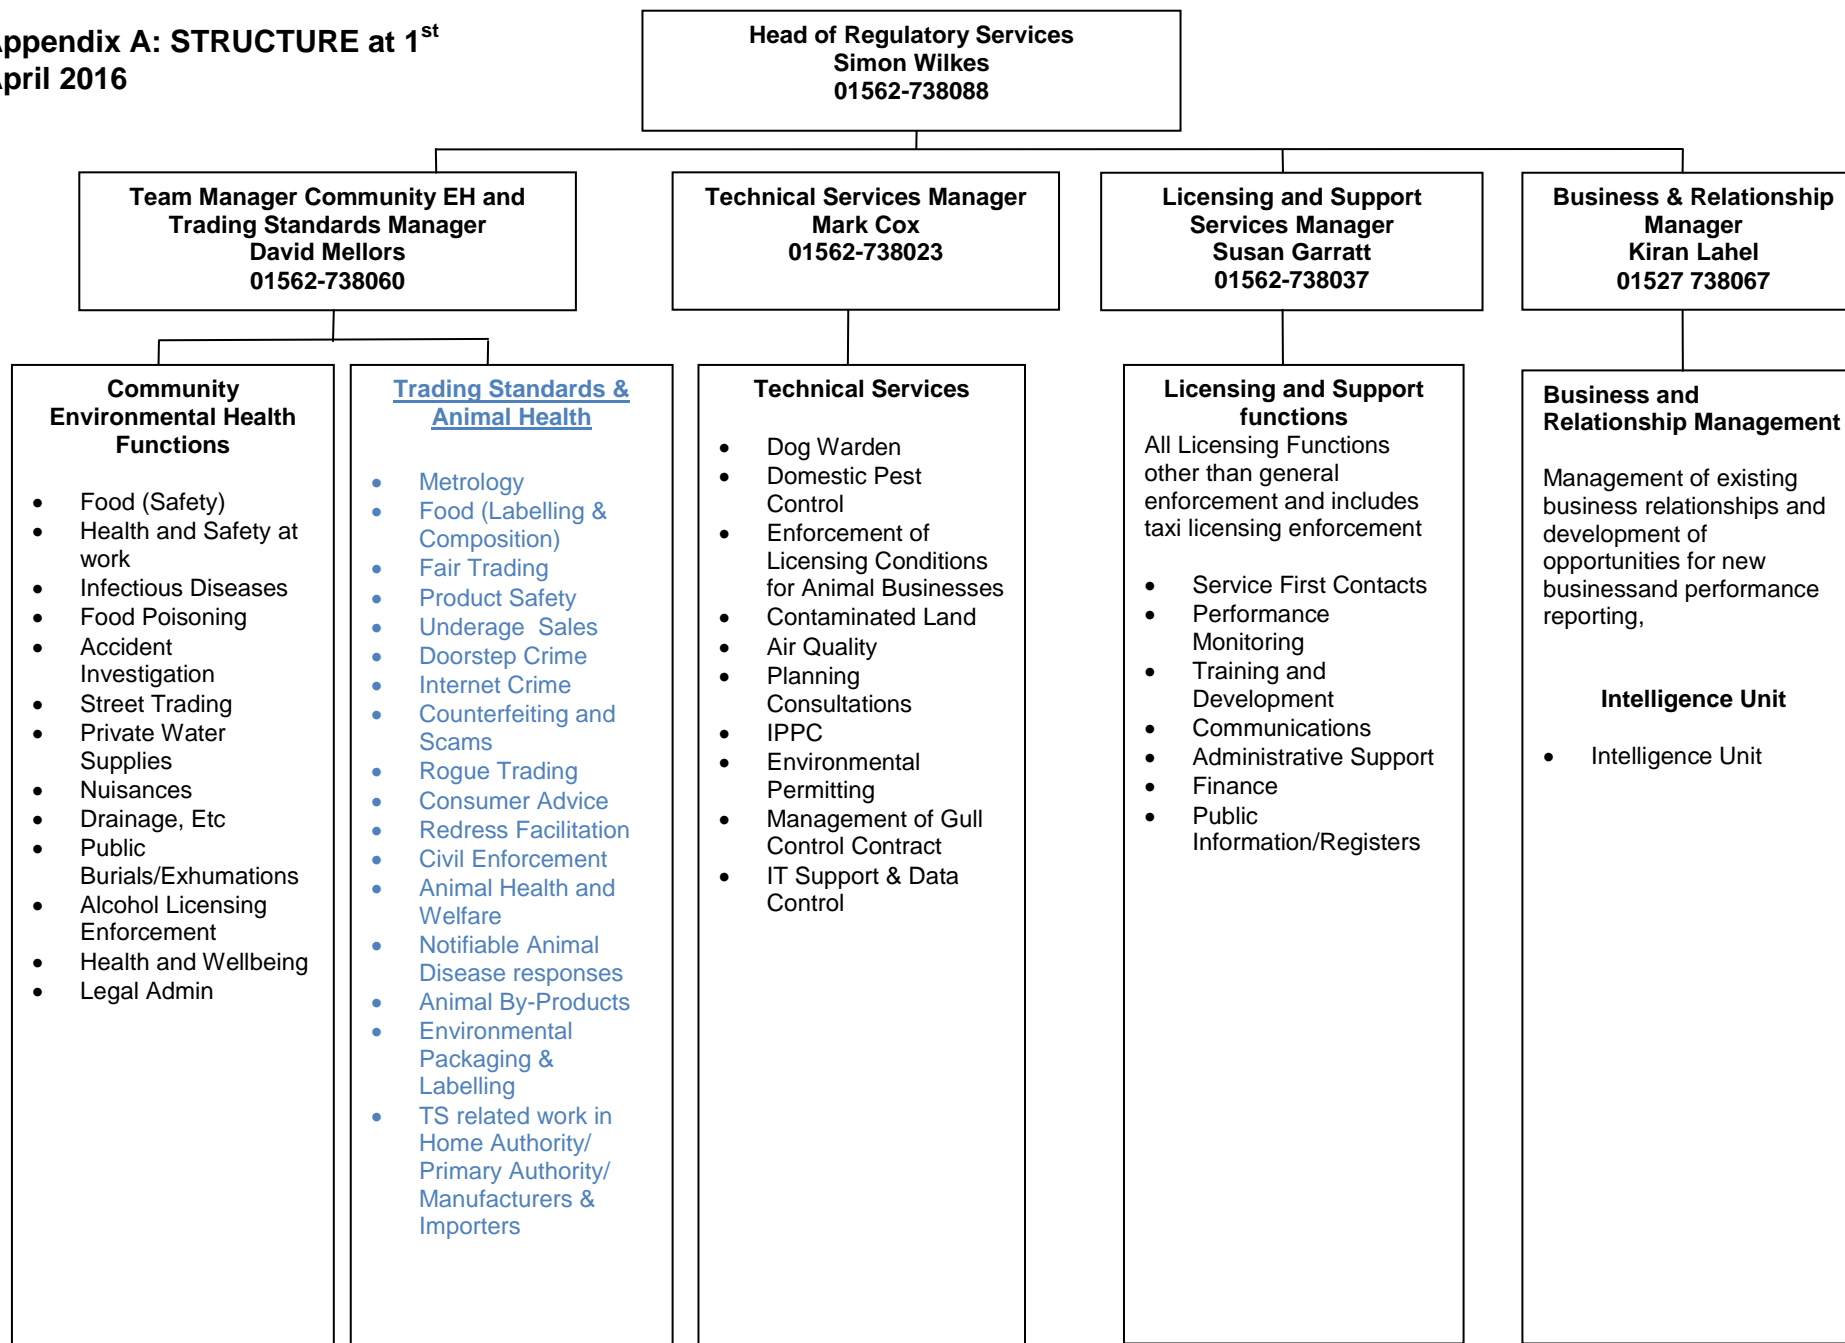 ppendix A: STRUCTURE at 1st
pril 2016
Head of Regulatory Services
Simon Wilkes
01562-738088
Team Manager Community EH and
Trading Standards Manager
David Mellors
01562-738060
Technical Services Manager
Mark Cox
01562-738023
Licensing and Support
Services Manager
Susan Garratt
01562-738037
Business & Relationship
Manager
Kiran Lahel
01527 738067
Community
Environmental Health
Functions
• Food (Safety)
• Health and Safety at
work
• Infectious Diseases
• Food Poisoning
• Accident
Investigation
• Street Trading
• Private Water
Supplies
• Nuisances
• Drainage, Etc
• Public
Burials/Exhumations
• Alcohol Licensing
Enforcement
• Health and Wellbeing
• Legal Admin
Trading Standards &
Animal Health
• Metrology
• Food (Labelling &
Composition)
• Fair Trading
• Product Safety
• Underage  Sales
• Doorstep Crime
• Internet Crime
• Counterfeiting and
Scams
• Rogue Trading
• Consumer Advice
• Redress Facilitation
• Civil Enforcement
• Animal Health and
Welfare
• Notifiable Animal
Disease responses
• Animal By-Products
• Environmental
Packaging &
Labelling
• TS related work in
Home Authority/
Primary Authority/
Manufacturers &
Importers
Technical Services
• Dog Warden
• Domestic Pest
Control
• Enforcement of
Licensing Conditions
for Animal Businesses
• Contaminated Land
• Air Quality
• Planning
Consultations
• IPPC
• Environmental
Permitting
• Management of Gull
Control Contract
• IT Support & Data
Control
Licensing and Support
functions
All Licensing Functions
other than general
enforcement and includes
taxi licensing enforcement
• Service First Contacts
• Performance
Monitoring
• Training and
Development
• Communications
• Administrative Support
• Finance
• Public
Information/Registers
Business and
Relationship Management
Management of existing
business relationships and
development of
opportunities for new
businessand performance
reporting,
Intelligence Unit
• Intelligence Unit